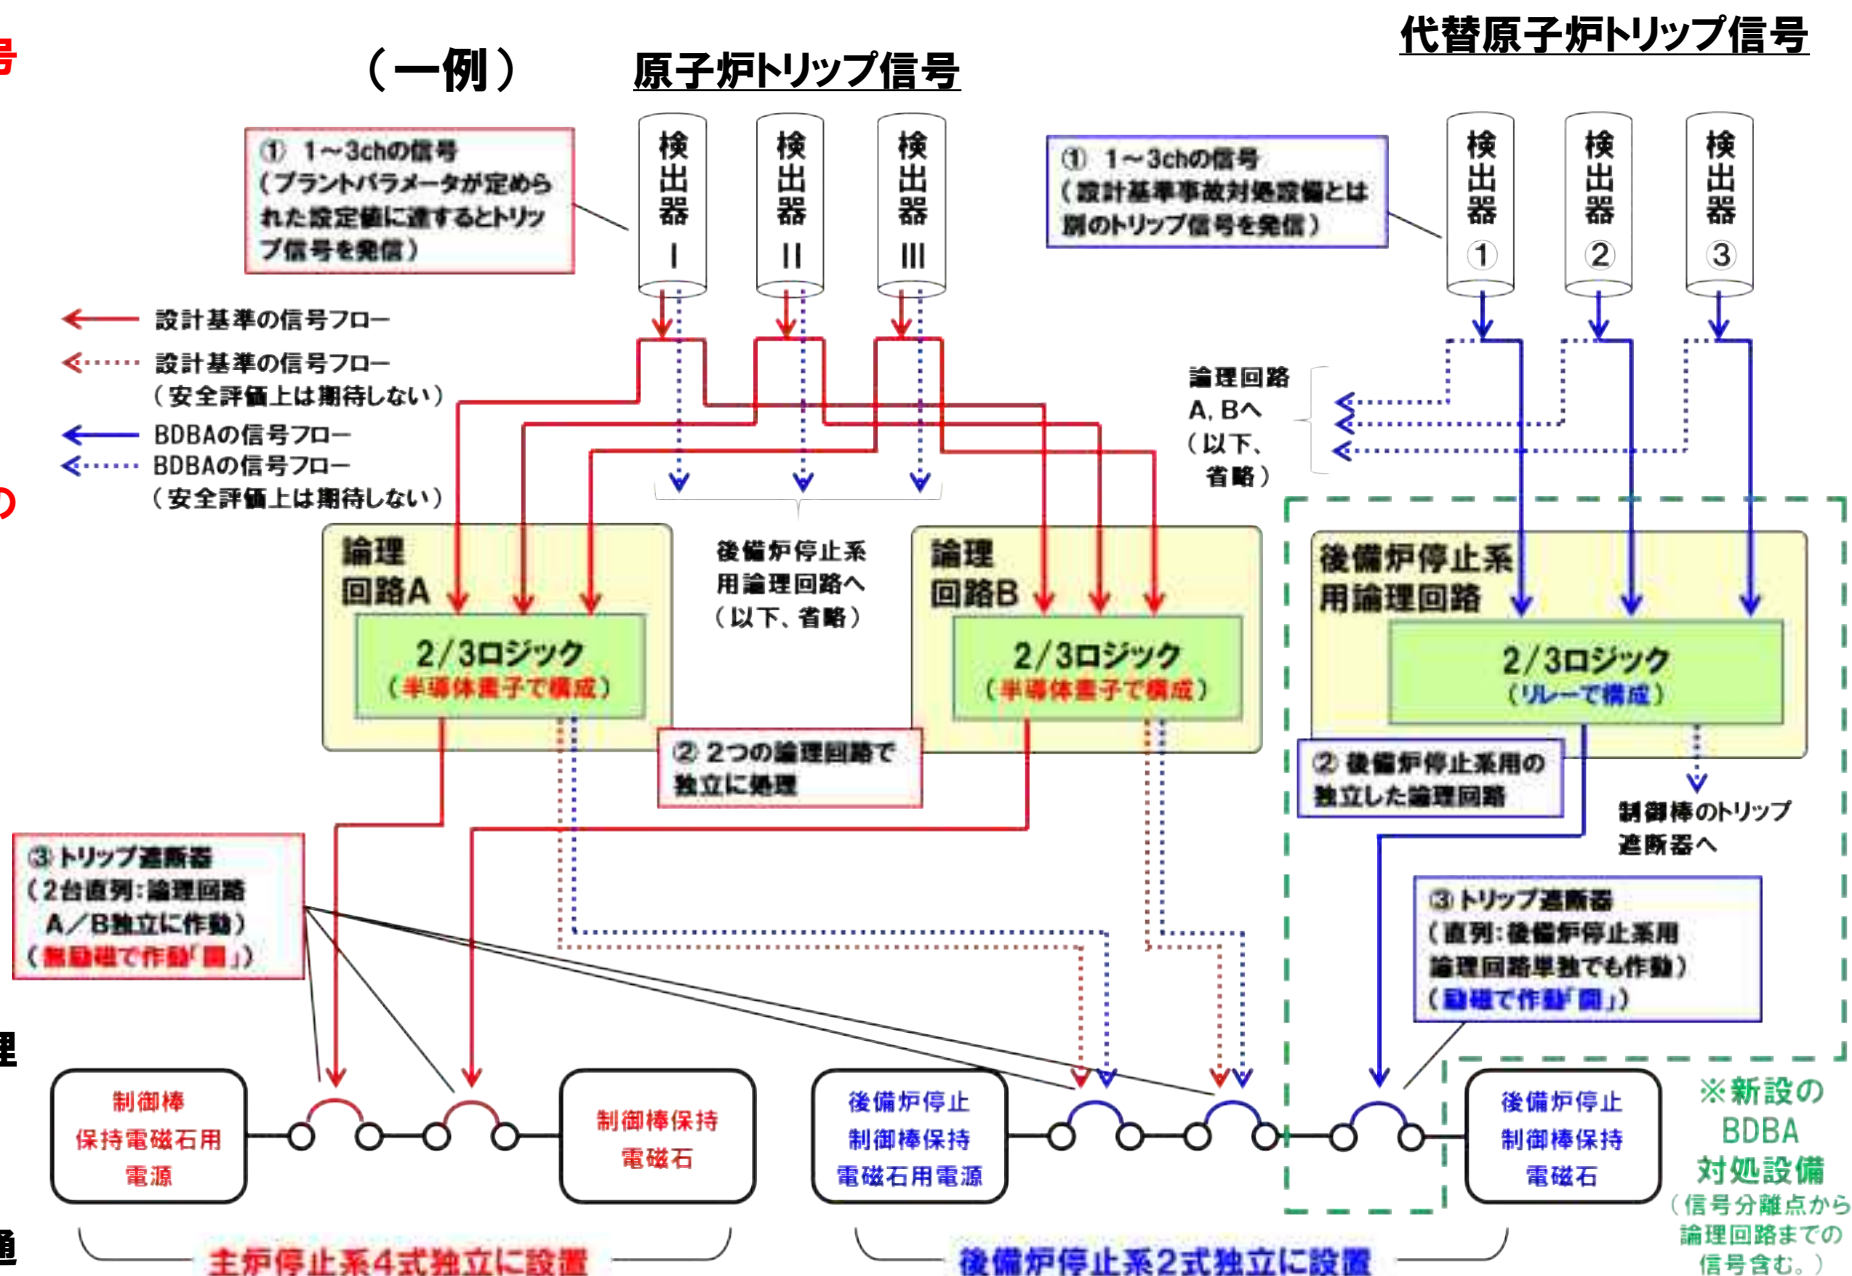 号
（一例）
原子炉トリップ信号
代替原子炉トリップ信号
① 1～3chの信号
（プラントパラメータが定めら
れた設定値に達するとトリッ
プ信号を発信）
検出器 Ⅰ
検出器 Ⅱ
検出器 Ⅲ
① 1～3chの信号
（設計基準事故対処設備とは
別のトリップ信号を発信）
検出器 ①
検出器 ②
検出器 ③
設計基準の信号フロー
設計基準の信号フロー
（安全評価上は期待しない）
BDBAの信号フロー
BDBAの信号フロー
（安全評価上は期待しない）
論理回路
A, Bへ
（以下、
省略）
の
論理
回路A
2/3ロジック
（半導体素子で構成）
後備炉停止系
用論理回路へ
（以下、省略）
論理
回路B
2/3ロジック
（半導体素子で構成）
後備炉停止系
用論理回路
2/3ロジック
（リレーで構成）
② 2つの論理回路で
独立に処理
② 後備炉停止系用の
独立した論理回路
制御棒のトリップ
遮断器へ
③トリップ遮断器
（2台直列：論理回路
A／B独立に作動）
（無励磁で作動「開」）
③トリップ遮断器
（直列：後備炉停止系用
論理回路単独でも作動）
（励磁で作動「開」）
理
制御棒
保持電磁石用
電源
制御棒保持
電磁石
後備炉停止
制御棒保持
電磁石用電源
後備炉停止
制御棒保持
電磁石
※新設の
BDBA
対処設備
（信号分離点から
論理回路までの
信号含む。）
通
主炉停止系4式独立に設置
後備炉停止系2式独立に設置